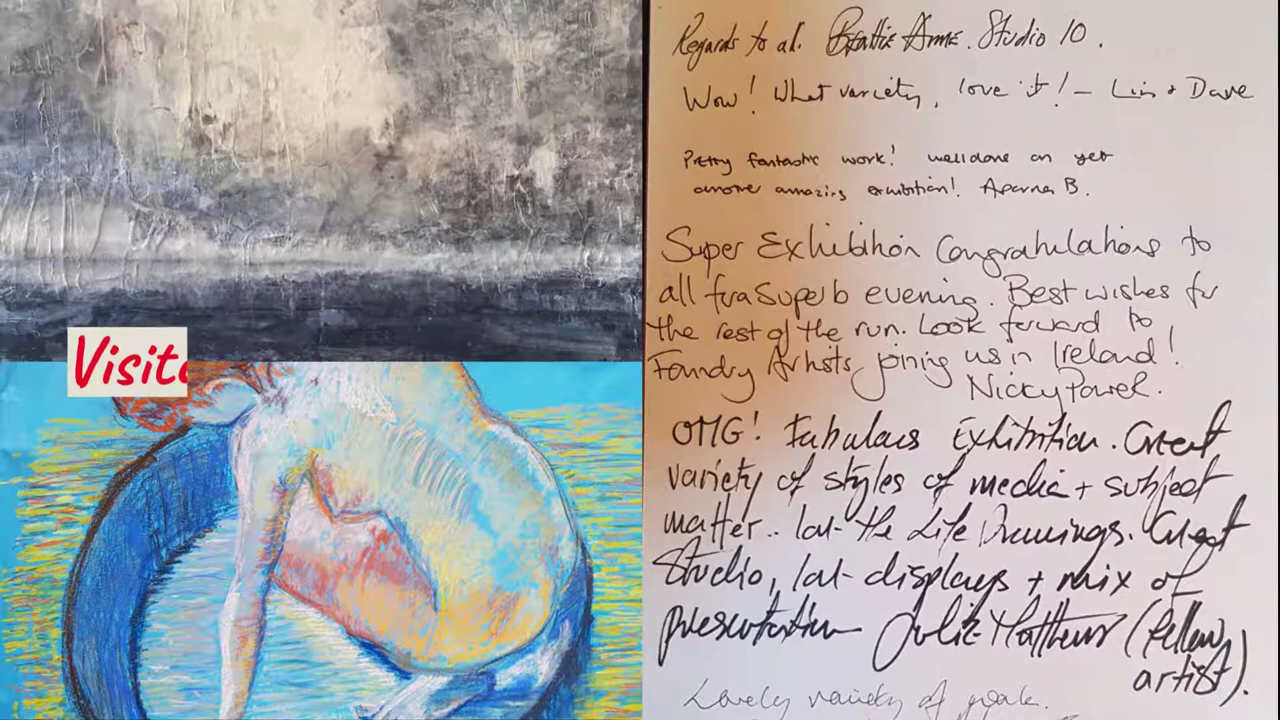 Visit
Regards to al. Anne. Studio 10.
Wow! What variety, love it! – Lin + Dave
Pretty fantastic work! well done on yet
another amazing exhibition! Aparna B.
Super Exhibition Congratulations to
all for a Superb evening. Best wishes for
the rest of the run. Look forward to
Foundry Artists joining us in Ireland!
Nicky Powel.
OMG! Fabulous Exhibition. Great
variety of styles of media + subject
matter.. the Life Drawings. Great
Studio, displays + mix of
presentation Julie Matthews (fellow
artist).
Lovely variety of work.